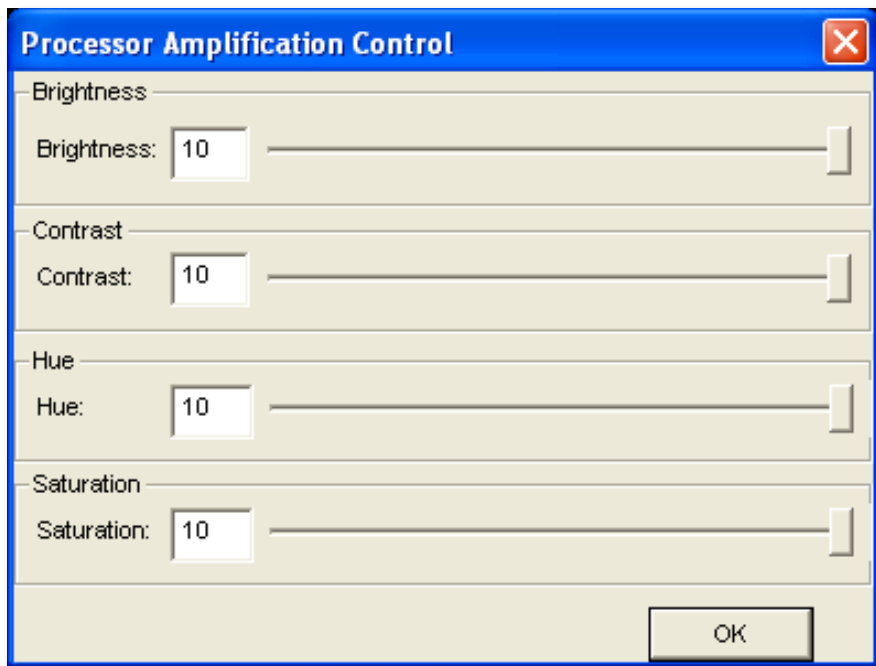 Processor Amplification Control
Brightness
Brightness: 10
Contrast
Contrast: 10
Hue
Hue: 10
Saturation
Saturation: 10
OK